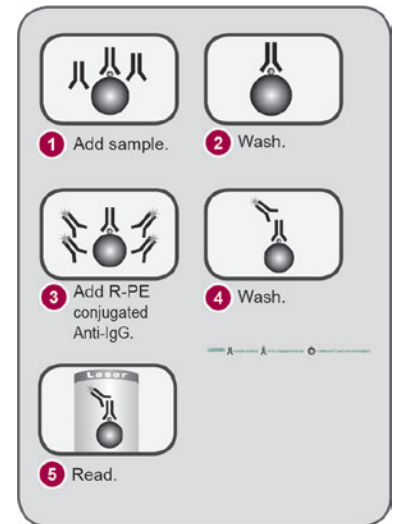 1 Add sample.
2 Wash.
3 Add R-PE
conjugated
Anti-IgG.
4 Wash.
Laser
5 Read.